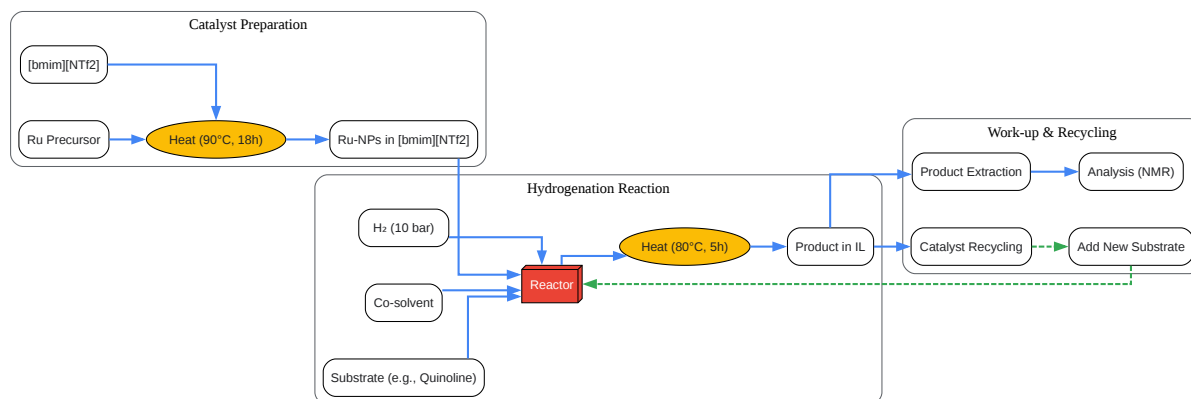 Catalyst Preparation
[bmim][NTf2]
Ru Precursor
Heat (90°C, 18h)
Ru-NPs in [bmim][NTf2]
Hydrogenation Reaction
H₂ (10 bar)
Co-solvent
Substrate (e.g., Quinoline)
Reactor
Heat (80°C, 5h)
Product in IL
Work-up & Recycling
Product Extraction
Analysis (NMR)
Catalyst Recycling
Add New Substrate